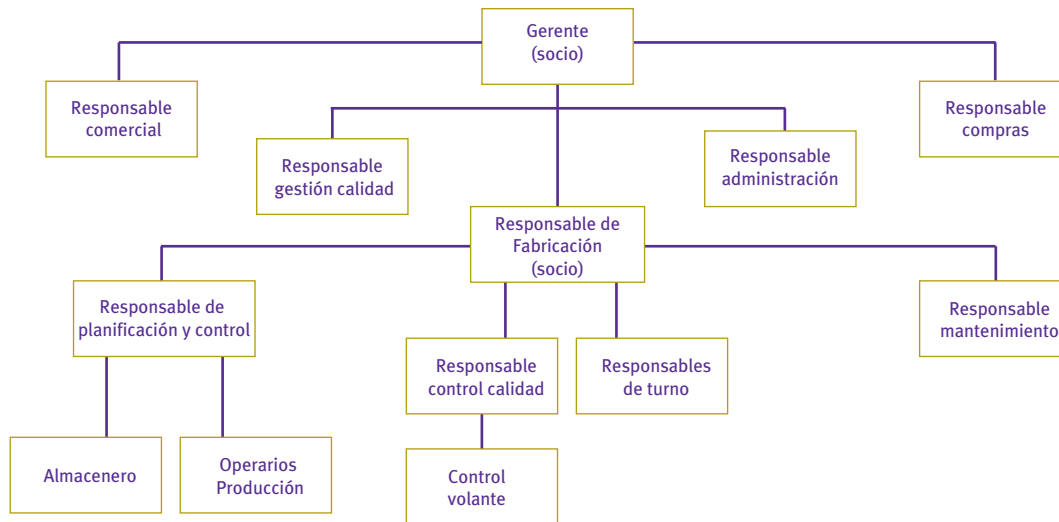 Gerente
(socio)
Responsable
comercial
Responsable
compras
Responsable
gestión calidad
Responsable
administración
Responsable de
Fabricación
(socio)
Responsable de
planificación y control
Responsable
mantenimiento
Responsable
control calidad
Responsables
de turno
Almacenero
Operarios
Producción
Control
volante